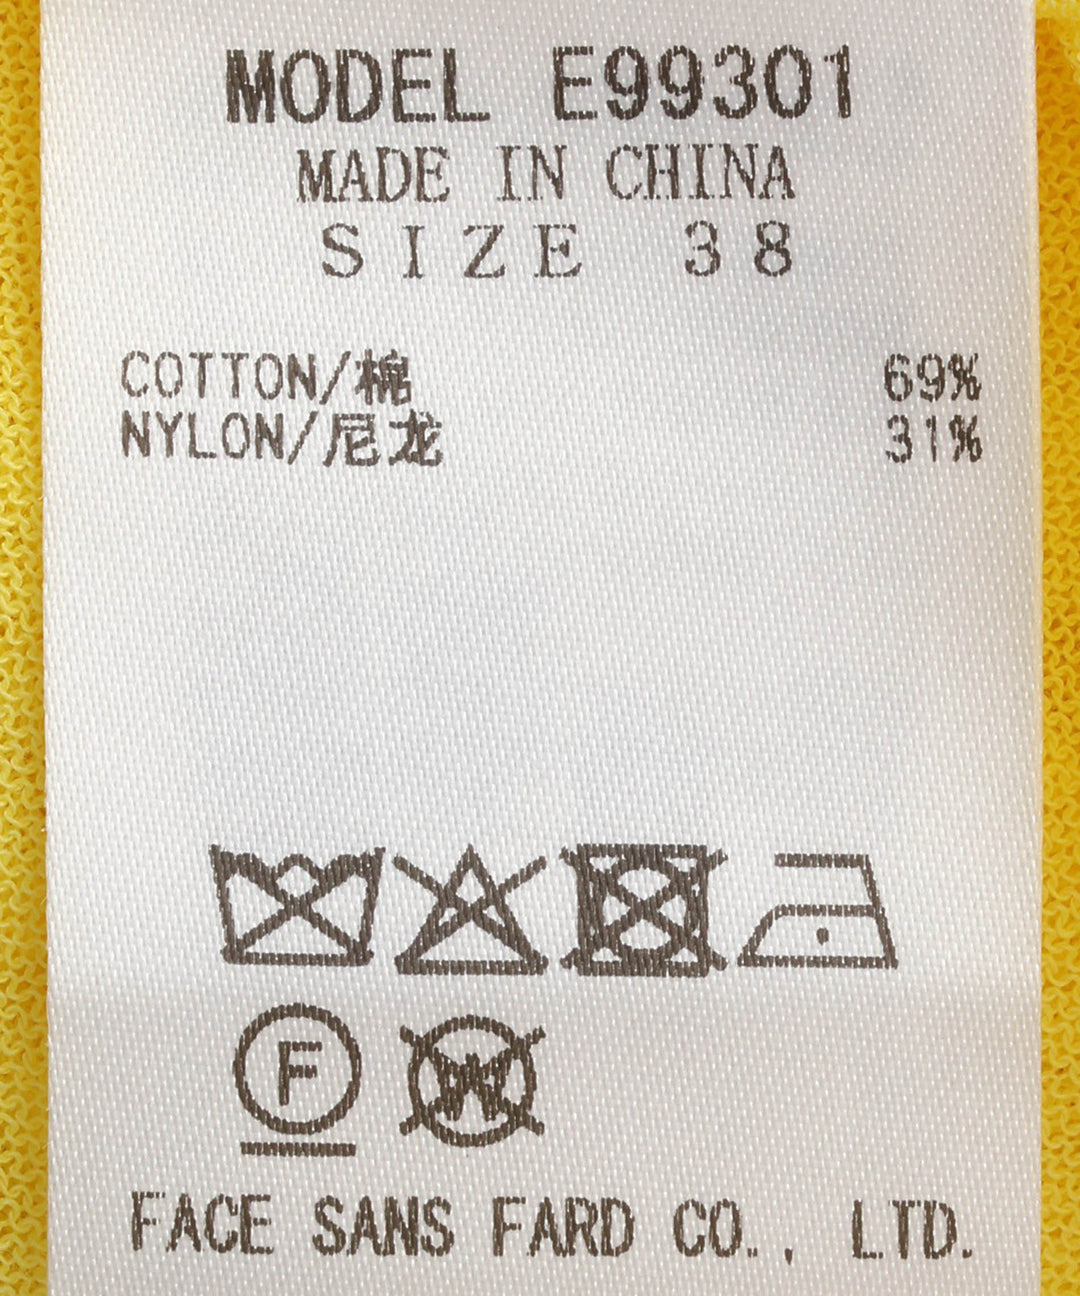 MODEL E99301
MADE IN CHINA
SIZE 38
COTTON/棉 69%
NYLON/尼龙 31%
F W
FACE SANS FARD CO., LTD.